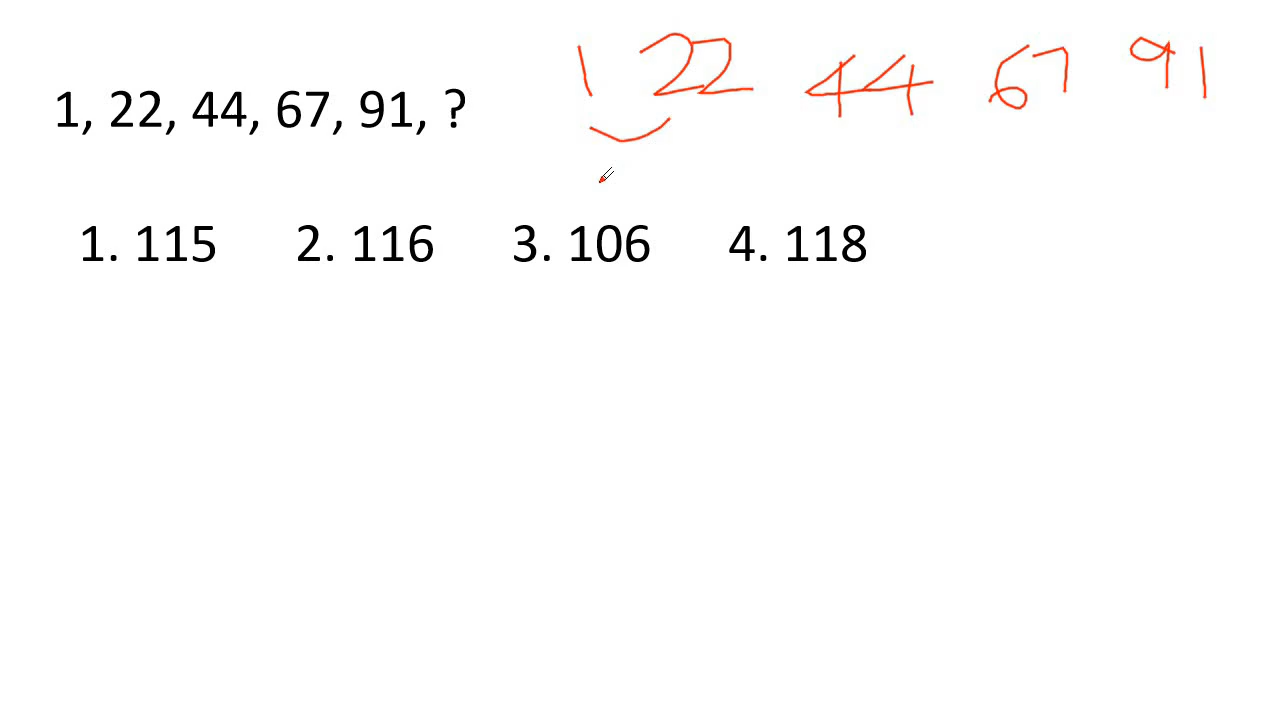 1 22 44 67 91
1, 22, 44, 67, 91, ?
1. 115 2. 116 3. 106 4. 118